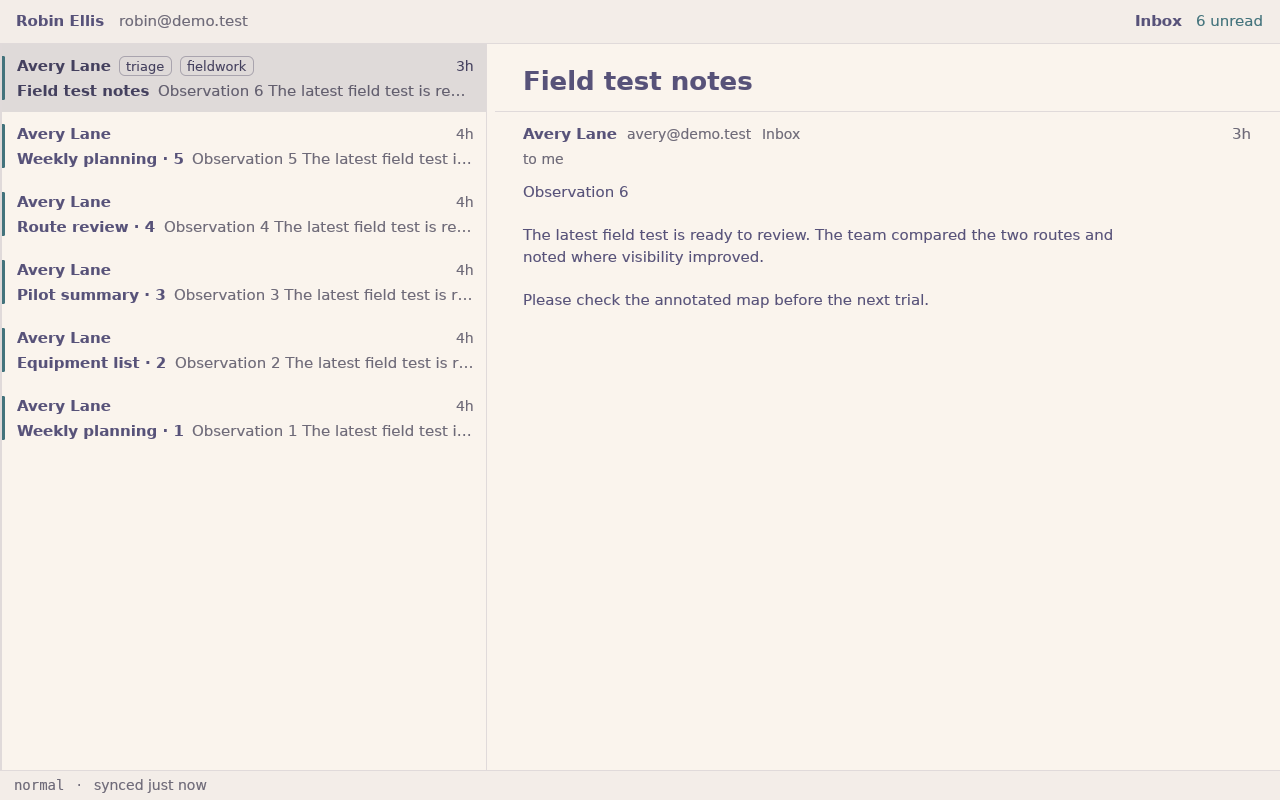 Robin Ellis robin@demo.test
Inbox 6 unread
Avery Lane triage fieldwork 3h
Field test notes Observation 6 The latest field test is re…
Avery Lane 4h
Weekly planning · 5 Observation 5 The latest field test i…
Avery Lane 4h
Route review · 4 Observation 4 The latest field test is re…
Avery Lane 4h
Pilot summary · 3 Observation 3 The latest field test is r…
Avery Lane 4h
Equipment list · 2 Observation 2 The latest field test is r…
Avery Lane 4h
Weekly planning · 1 Observation 1 The latest field test i…
Field test notes
Avery Lane avery@demo.test Inbox 3h
to me
Observation 6
The latest field test is ready to review. The team compared the two routes and
noted where visibility improved.
Please check the annotated map before the next trial.
normal · synced just now